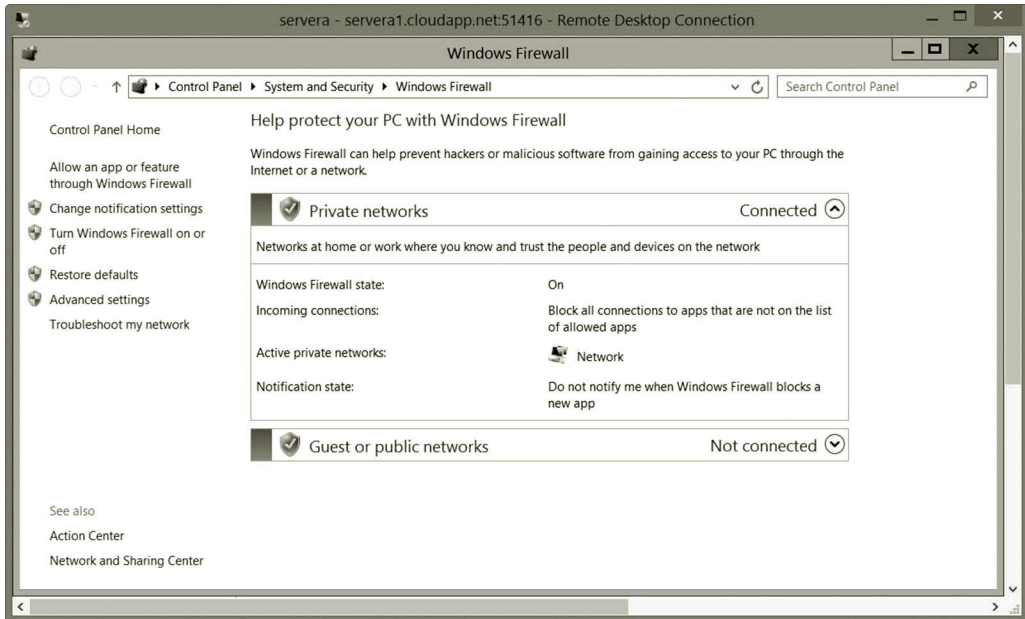 servera - servera1.cloudapp.net:51416 - Remote Desktop Connection
Windows Firewall
Control Panel ▸ System and Security ▸ Windows Firewall
Search Control Panel
Control Panel Home
Allow an app or feature
through Windows Firewall
Change notification settings
Turn Windows Firewall on or
off
Restore defaults
Advanced settings
Troubleshoot my network
See also
Action Center
Network and Sharing Center
Help protect your PC with Windows Firewall
Windows Firewall can help prevent hackers or malicious software from gaining access to your PC through the
Internet or a network.
Private networks Connected
Networks at home or work where you know and trust the people and devices on the network
Windows Firewall state: On
Incoming connections: Block all connections to apps that are not on the list
of allowed apps
Active private networks: Network
Notification state: Do not notify me when Windows Firewall blocks a
new app
Guest or public networks Not connected